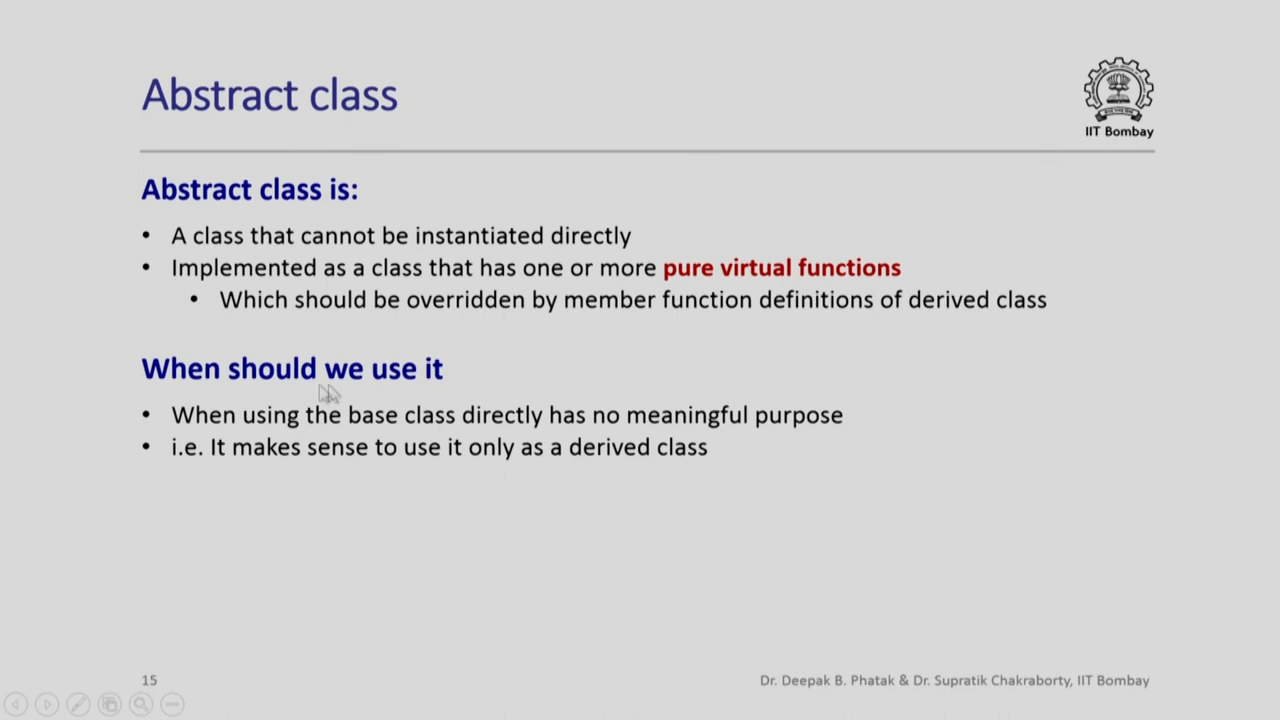 Abstract class
IIT Bombay
Abstract class is:
• A class that cannot be instantiated directly
• Implemented as a class that has one or more pure virtual functions
• Which should be overridden by member function definitions of derived class
When should we use it
• When using the base class directly has no meaningful purpose
• i.e. It makes sense to use it only as a derived class
15
Dr. Deepak B. Phatak & Dr. Supratik Chakraborty, IIT Bombay